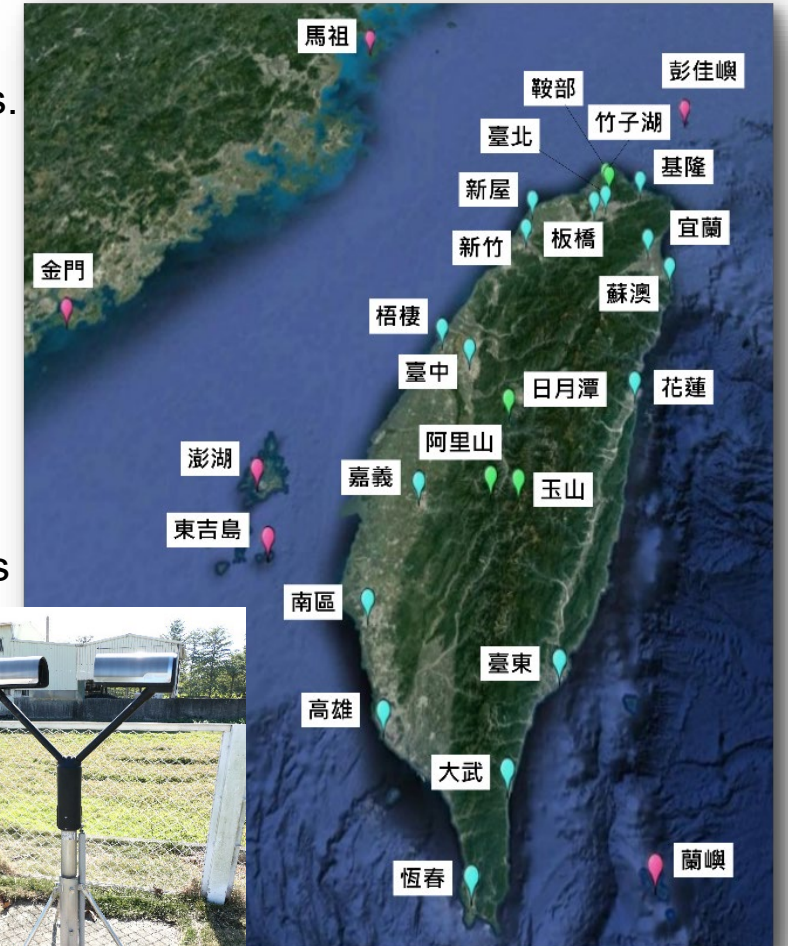 馬祖
彭佳嶼
鞍部
竹子湖
臺北
基隆
新屋
板橋
宜蘭
新竹
金門
蘇澳
梧棲
臺中
日月潭
花蓮
阿里山
澎湖
嘉義
玉山
東吉島
南區
臺東
高雄
大武
蘭嶼
恆春
s.
s